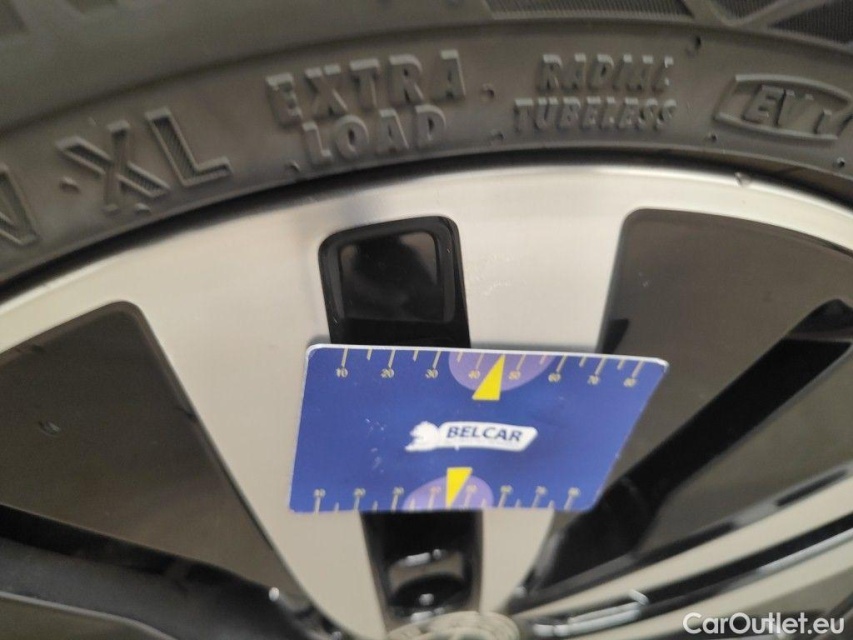 XL
EXTRA
LOAD
RADIAL
TUBELESS
10 20 30 40 50 60 70 80
BELCAR
CarOutlet.eu